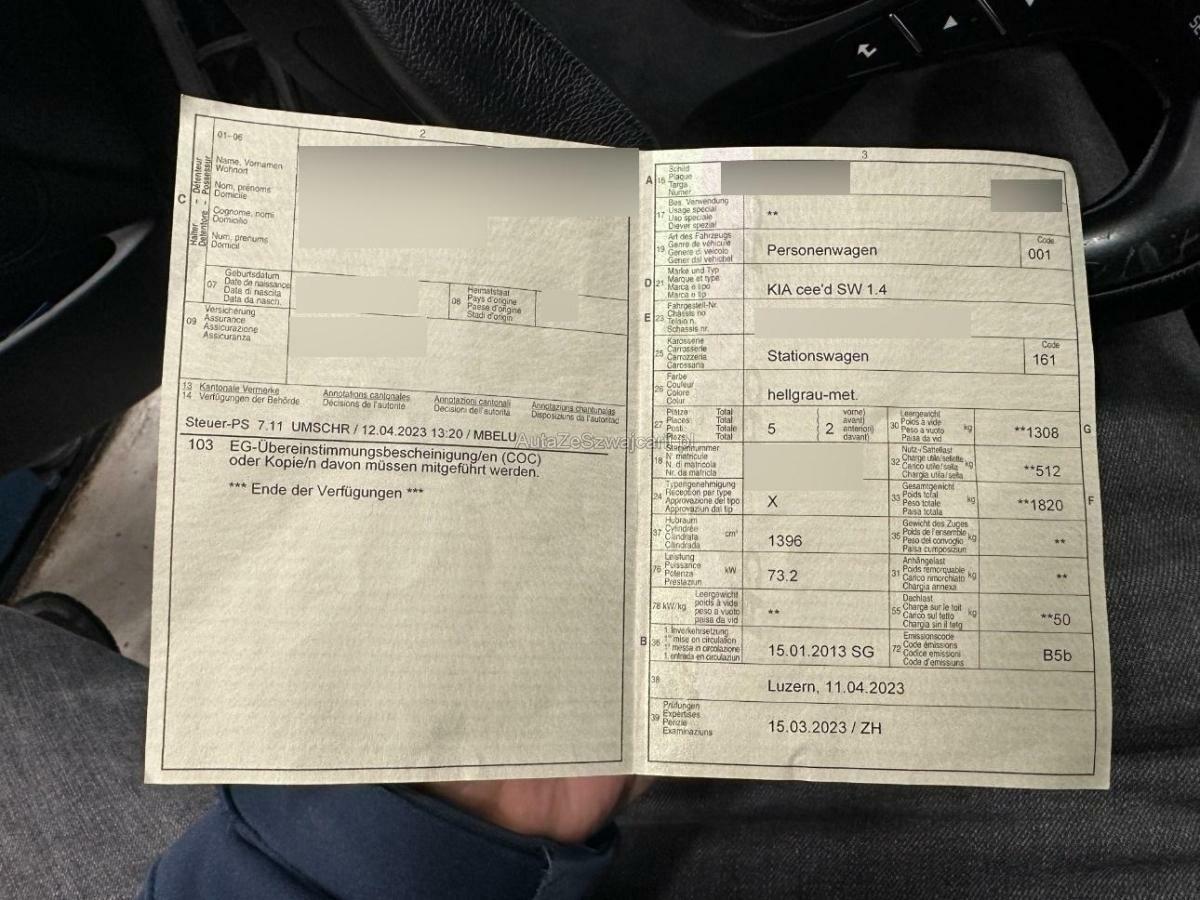 2
01-06
C
Halter - Détenteur
Detentore - Possessur
Name, Vornamen
Wohnort
Nom, prénoms
Domicile
Cognome, nomi
Domicilio
Num, prenums
Domicil
07
Geburtsdatum
Date de naissance
Data di nascita
Data da nasch.
08
Heimatstaat
Pays d'origine
Paese d'origine
Stadi d'origin
09
Versicherung
Assurance
Assicurazione
Assicuranza
13 Kantonale Vermerke Annotations cantonales Annotazioni cantonali Annotaziuns chantunalas
14 Verfügungen der Behörde Décisions de l'autorité Decisioni dell'autorità Disposiziuns da l'autoritad
Steuer-PS 7.11 UMSCHR / 12.04.2023 13:20 / MBELU
103 EG-Übereinstimmungsbescheinigung/en (COC)
oder Kopie/n davon müssen mitgeführt werden.
*** Ende der Verfügungen ***
AutaZeSzwajcarii.pl
3
A 15
Schild
Plaque
Targa
Numer
17
Bes. Verwendung
Usage spécial
Uso speciale
Diever spezial
**
19
Art des Fahrzeugs
Genre de véhicule
Genere di veicolo
Gener dal vehichel
Personenwagen
Code
001
D 21
Marke und Typ
Marque et type
Marca e tipo
Marca e tip
KIA cee'd SW 1.4
E 23
Fahrgestell-Nr.
Châssis no
Telaio n.
Schassis nr.
25
Karosserie
Carrosserie
Carrozzeria
Carossaria
Stationswagen
Code
161
26
Farbe
Couleur
Colore
Colur
hellgrau-met.
27
Plätze Total
Places: Total
Posti: Totale
Plazs: Total
5
( vorne)
( avant)
( anteriori)
( davant)
2
30
Leergewicht
Poids à vide
Peso a vuoto
Paisa da vid
kg
**1308
G
18
Stammnummer
N° matricule
N. di matricola
Nr. da matricla
32
Nutz-/Sattellast
Charge utile/sellette
Carico utile/sella
Chargia utila/sella
kg
**512
24
Typengenehmigung
Réception par type
Approvazione del tipo
Approvaziun dal tip
X
33
Gesamtgewicht
Poids total
Peso totale
Paisa totala
kg
**1820
F
37
Hubraum
Cylindrée
Cilindrata
Cilindrada
cm³
1396
35
Gewicht des Zuges
Poids de l'ensemble
Peso del convoglio
Paisa cumposiziun
kg
**
76
Leistung
Puissance
Potenza
Prestaziun
kW
73.2
31
Anhängelast
Poids remorquable
Carico rimorchiato
Chargia annexa
kg
**
78 kW/kg
Leergewicht
poids à vide
peso a vuoto
paisa da vid
**
55
Dachlast
Charge sur le toit
Carico sul tetto
Chargia sin il tetg
kg
**50
B 36
1. Inverkehrsetzung
1re mise en circulation
1a messa in circolazione
1. entrada en circulaziun
15.01.2013 SG
72
Emissionscode
Code émissions
Codice emissioni
Code d'emissiuns
B5b
38
Luzern, 11.04.2023
39
Prüfungen
Expertises
Perizie
Examinaziuns
15.03.2023 / ZH